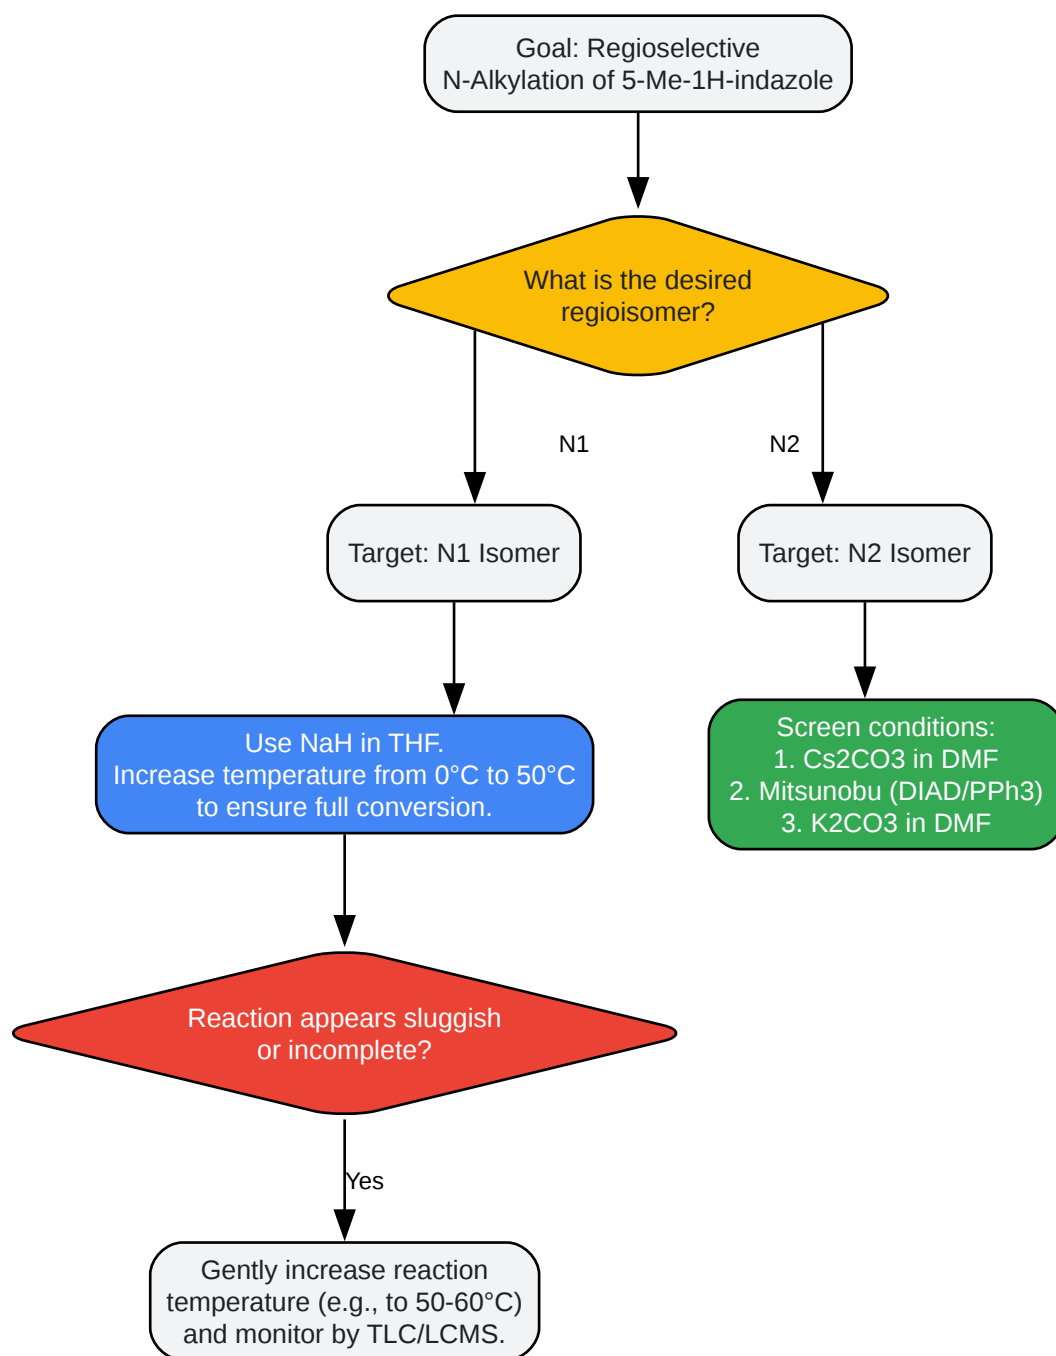 Goal: Regioselective
N-Alkylation of 5-Me-1H-indazole
What is the desired
regioisomer?
N1
N2
Target: N1 Isomer
Target: N2 Isomer
Use NaH in THF.
Increase temperature from 0°C to 50°C
to ensure full conversion.
Screen conditions:
1. Cs2CO3 in DMF
2. Mitsunobu (DIAD/PPh3)
3. K2CO3 in DMF
Reaction appears sluggish
or incomplete?
Yes
Gently increase reaction
temperature (e.g., to 50-60°C)
and monitor by TLC/LCMS.